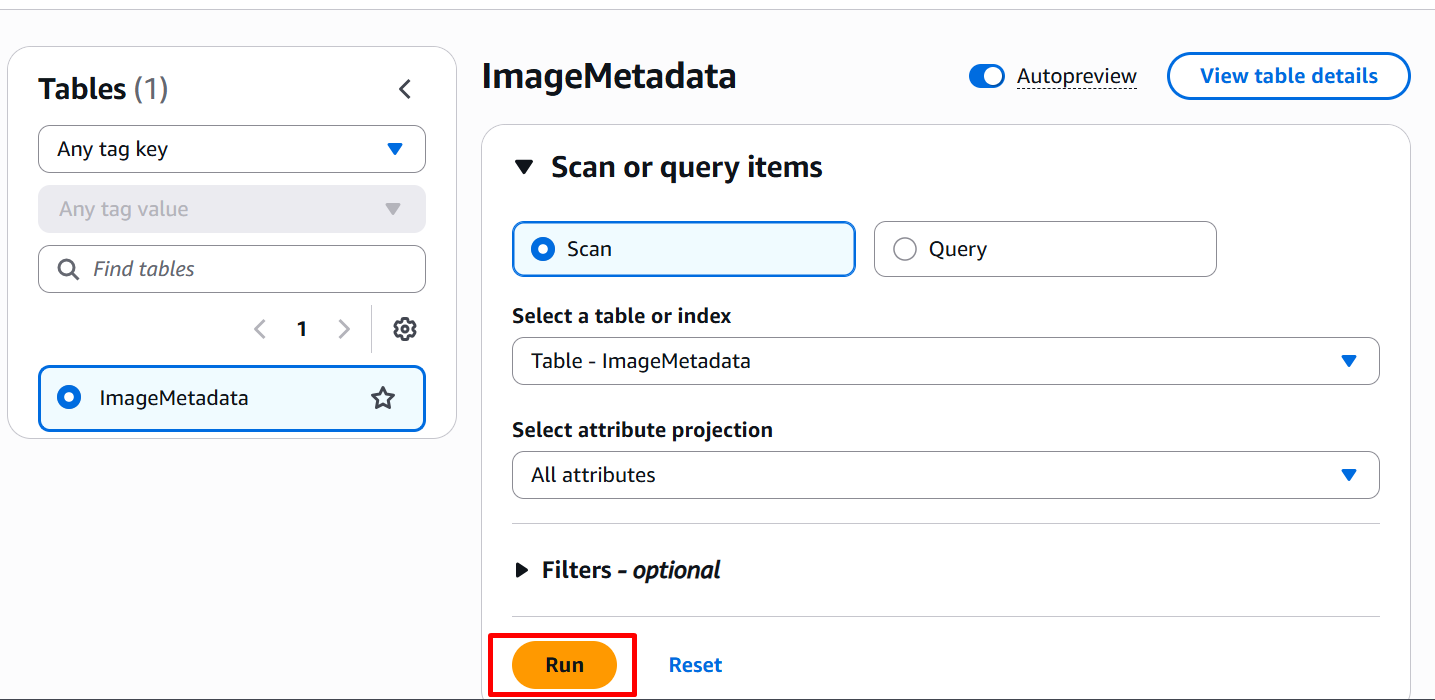 Tables (1)
Any tag key
Any tag value
Find tables
1
ImageMetadata
ImageMetadata
Autopreview
View table details
Scan or query items
Scan
Query
Select a table or index
Table - ImageMetadata
Select attribute projection
All attributes
Filters - optional
Run
Reset